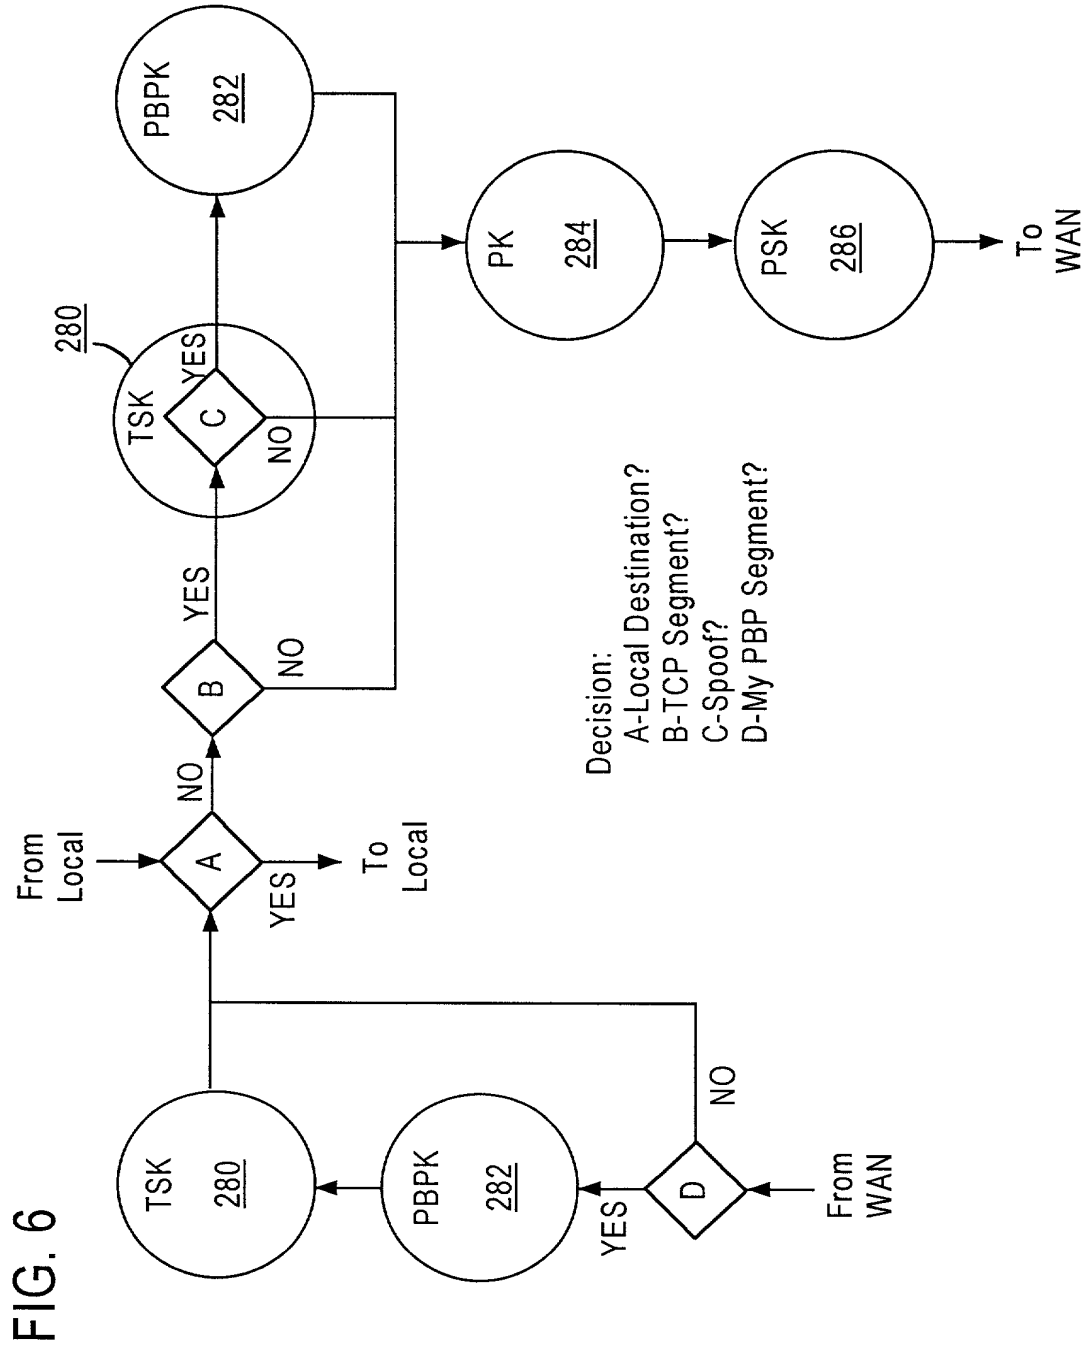 FIG. 6
TSK
280
PBPK
282
YES
D
NO
From
WAN
From
Local
A
NO
YES
To
Local
B
YES
NO
280
TSK
C
YES
NO
PBPK
282
PK
284
PSK
286
To
WAN
Decision:
A-Local Destination?
B-TCP Segment?
C-Spoof?
D-My PBP Segment?